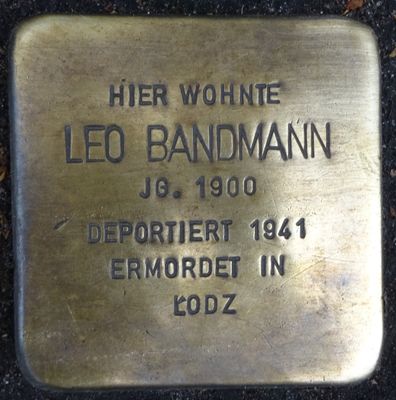 HIER WOHNTE
LEO BANDMANN
JG. 1900
DEPORTIERT 1941
ERMORDET IN
ŁODZ